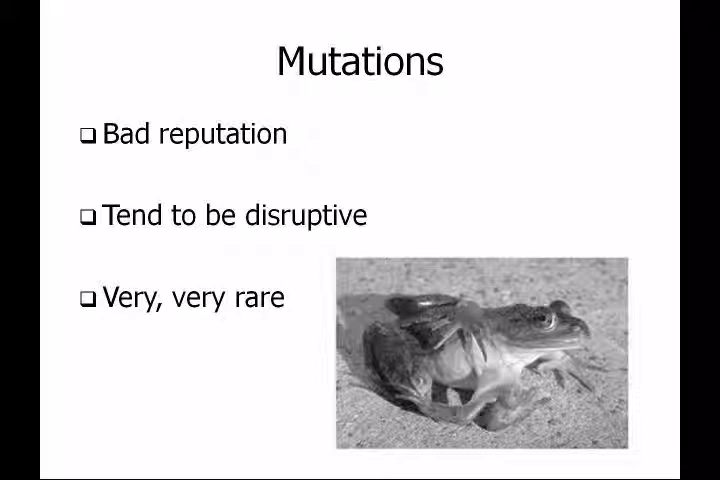 Mutations
Bad reputation
Tend to be disruptive
Very, very rare